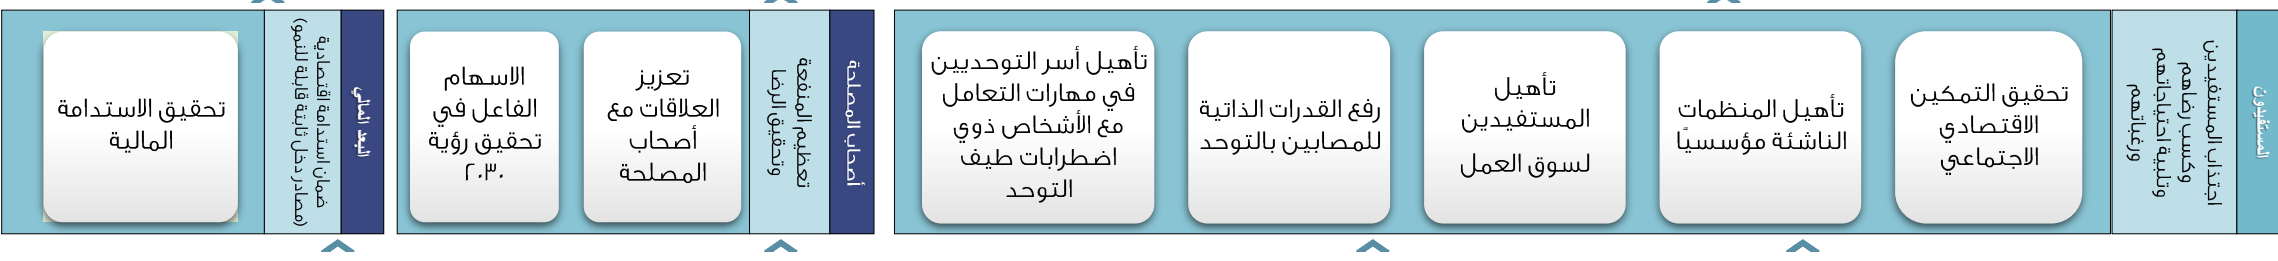 المستفيدون
اجتذاب المستفيدين
وكسب رضاهم
وتلبية احتياجاتهم
ورغباتهم
تحقيق التمكين
الاقتصادي
الاجتماعي
تأهيل المنظمات
الناشئة مؤسسيًا
تأهيل
المستفيدين
لسوق العمل
رفع القدرات الذاتية
للمصابين بالتوحد
تأهيل أسر التوحديين
في مهارات التعامل
مع الأشخاص ذوي
اضطرابات طيف
التوحد
أصحاب المصلحة
تعظيم المنفعة
وتحقيق الرضا
تعزيز
العلاقات مع
أصحاب
المصلحة
الاسهام
الفاعل في
تحقيق رؤية
٢٠٣٠
البعد المالي
ضمان استدامة اقتصادية
(مصادر دخل ثابتة قابلة للنمو)
تحقيق الاستدامة
المالية